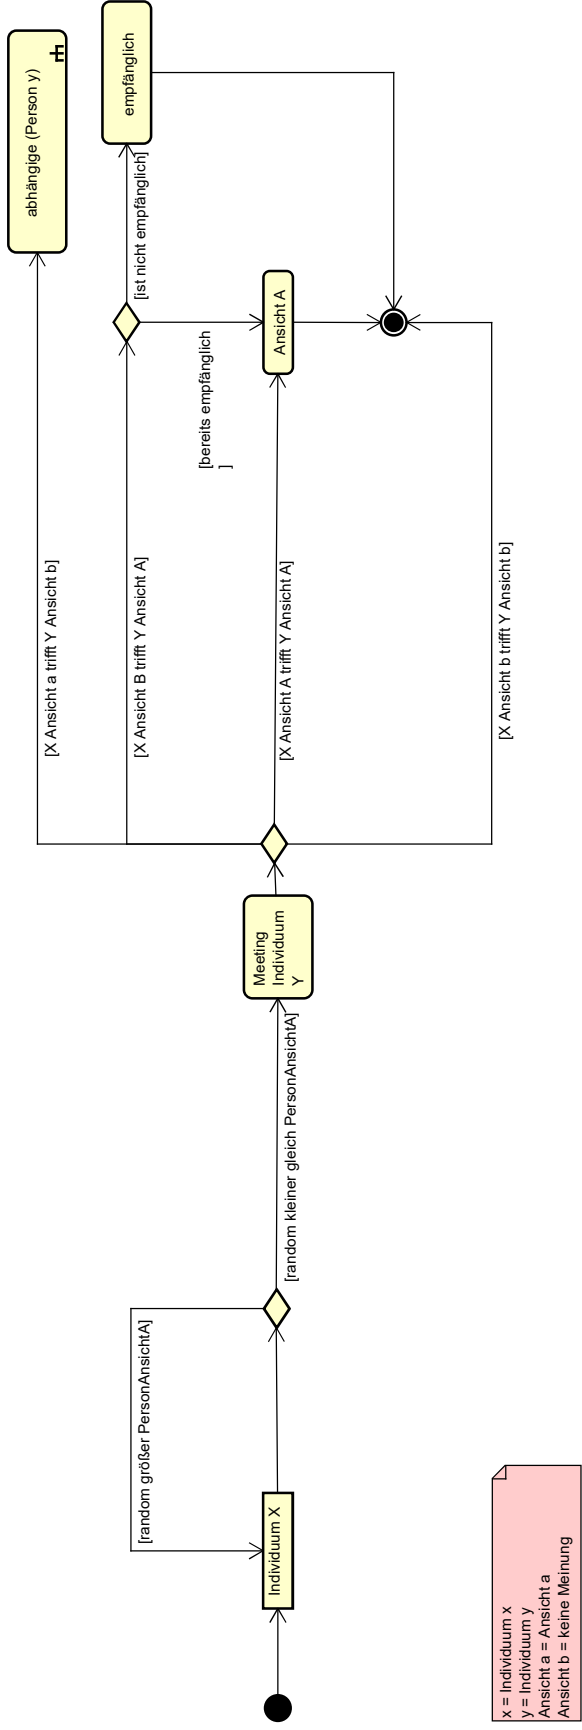 abhängige (Person y)
empfänglich
[ist nicht empfänglich]
Ansicht A
[bereits empfänglich
]
[X Ansicht a trifft Y Ansicht b]
[X Ansicht B trifft Y Ansicht A]
[X Ansicht A trifft Y Ansicht A]
[X Ansicht b trifft Y Ansicht b]
Meeting
Individuum
Y
[random kleiner gleich PersonAnsichtA]
[random größer PersonAnsichtA]
Individuum X
x = Individuum x
y = Individuum y
Ansicht a = Ansicht a
Ansicht b = keine Meinung